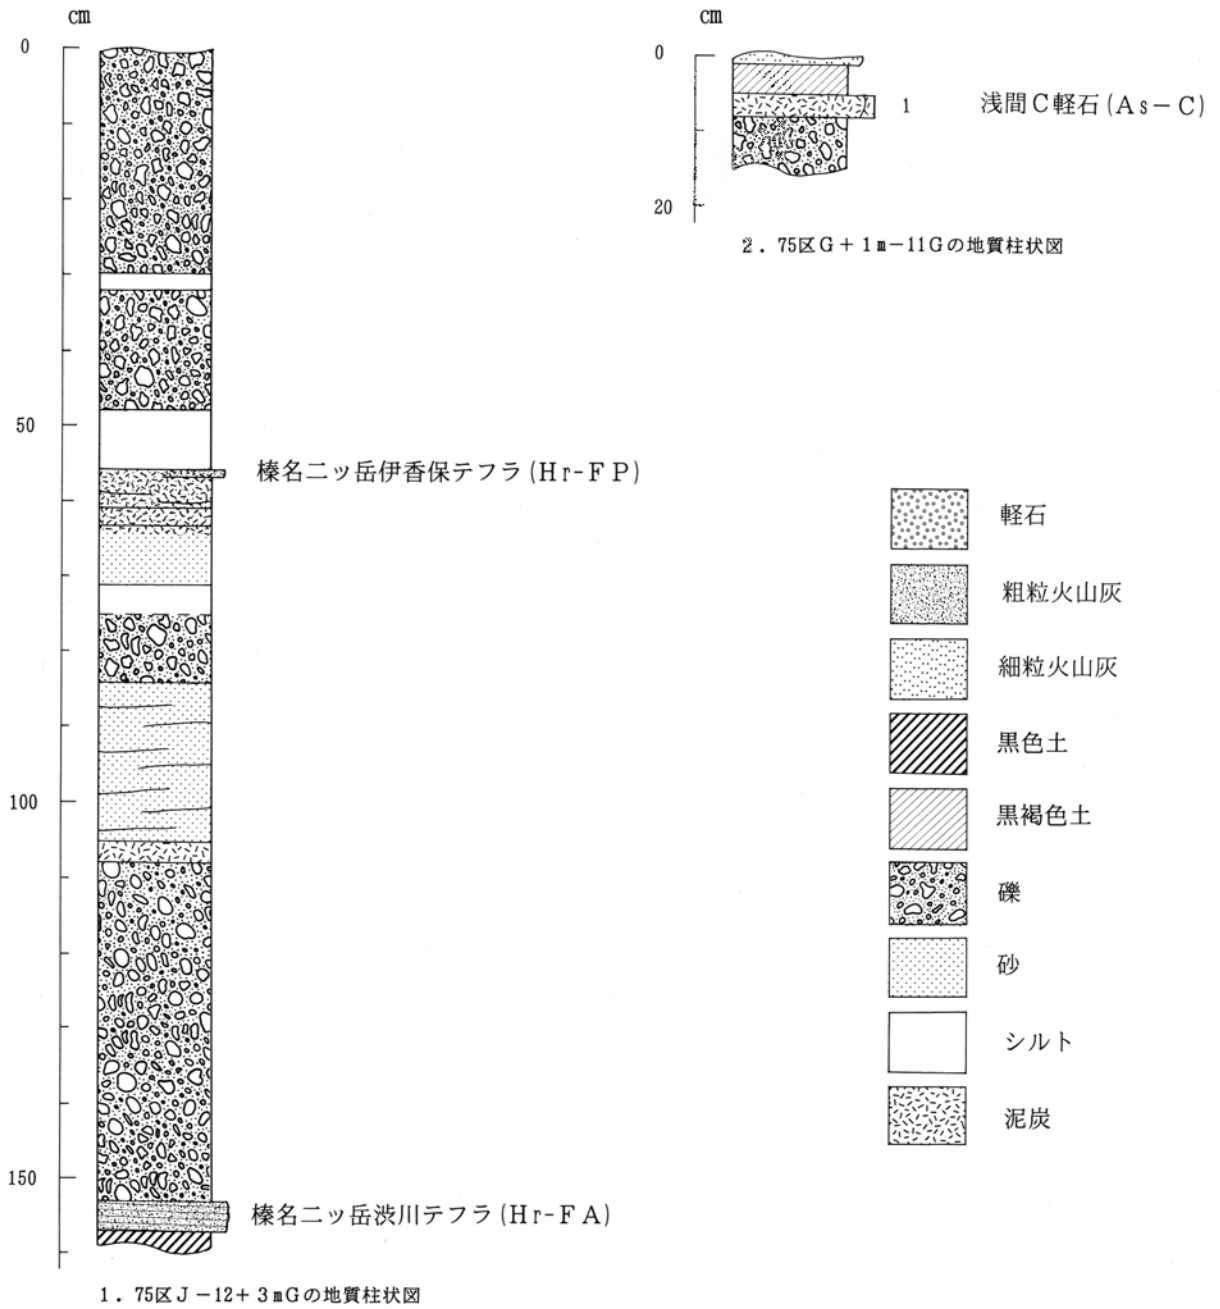 cm
0
50
100
150
榛名二ッ岳伊香保テフラ(Hr-FP)
榛名二ッ岳渋川テフラ(Hr-FA)
1．75区J－12＋3mGの地質柱状図
cm
0
20
1 浅間C軽石(As－C)
2．75区G＋1m－11Gの地質柱状図
軽石
粗粒火山灰
細粒火山灰
黒色土
黒褐色土
礫
砂
シルト
泥炭